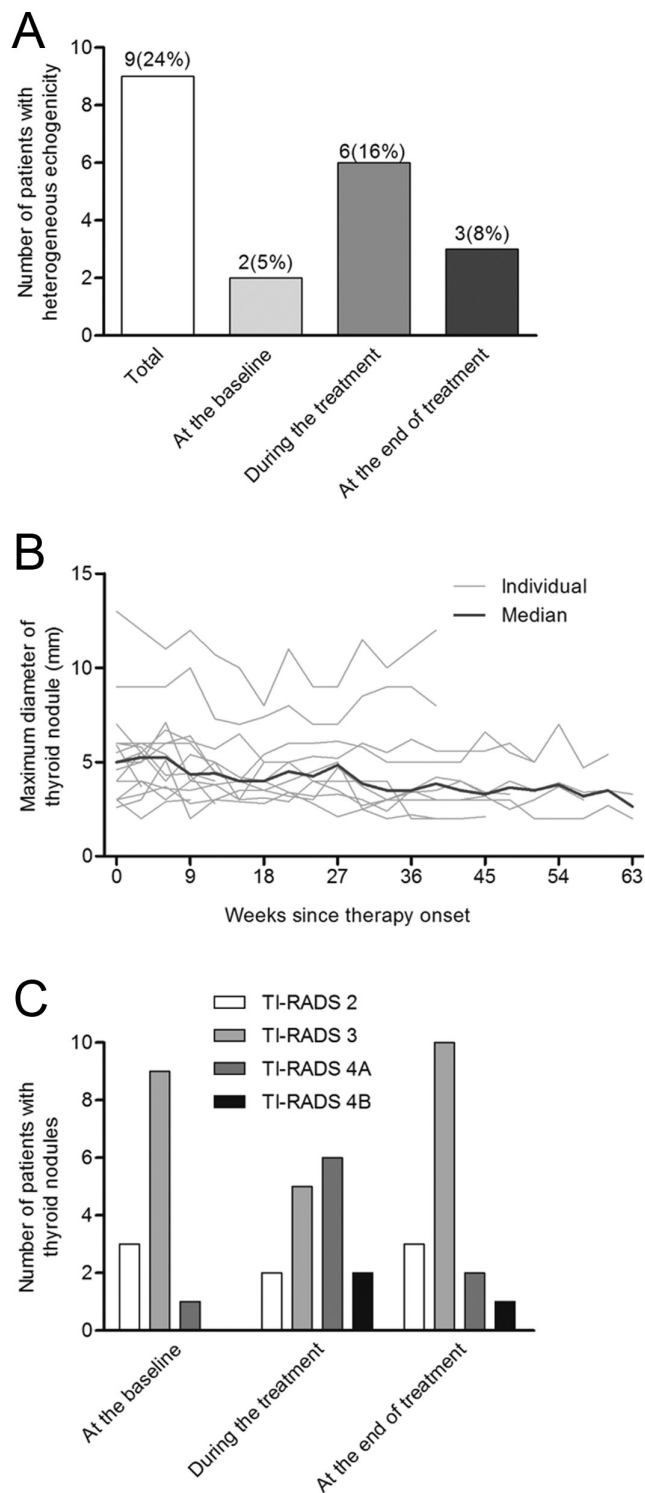 A
Number of patients with
heterogeneous echogenicity
10
8
6
4
2
0
9(24%)
2(5%)
6(16%)
3(8%)
Total
At the baseline
During the treatment
At the end of treatment
B
Maximum diameter of
thyroid nodule (mm)
15
10
5
0
Individual
Median
0 9 18 27 36 45 54 63
Weeks since therapy onset
C
TI-RADS 2
TI-RADS 3
TI-RADS 4A
TI-RADS 4B
Number of patients with
thyroid nodules
10
8
6
4
2
0
At the baseline
During the treatment
At the end of treatment